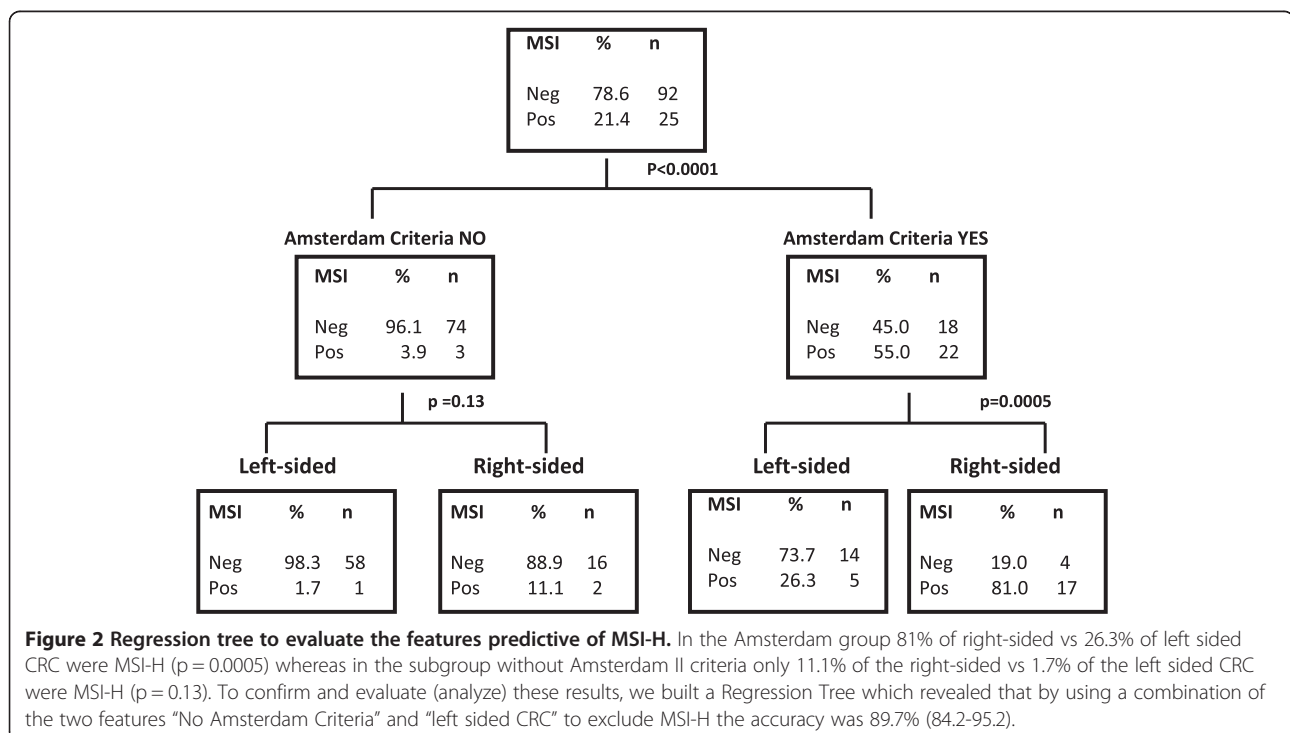 MSI % n
Neg 78.6 92
Pos 21.4 25
P<0.0001
Amsterdam Criteria NO
MSI % n
Neg 96.1 74
Pos 3.9 3
Amsterdam Criteria YES
MSI % n
Neg 45.0 18
Pos 55.0 22
p =0.13
p=0.0005
Left-sided
MSI % n
Neg 98.3 58
Pos 1.7 1
Right-sided
MSI % n
Neg 88.9 16
Pos 11.1 2
Left-sided
MSI % n
Neg 73.7 14
Pos 26.3 5
Right-sided
MSI % n
Neg 19.0 4
Pos 81.0 17
Figure 2 Regression tree to evaluate the features predictive of MSI-H. In the Amsterdam group 81% of right-sided vs 26.3% of left sided
CRC were MSI-H (p = 0.0005) whereas in the subgroup without Amsterdam II criteria only 11.1% of the right-sided vs 1.7% of the left sided CRC
were MSI-H (p = 0.13). To confirm and evaluate (analyze) these results, we built a Regression Tree which revealed that by using a combination of
the two features “No Amsterdam Criteria” and “left sided CRC” to exclude MSI-H the accuracy was 89.7% (84.2-95.2).